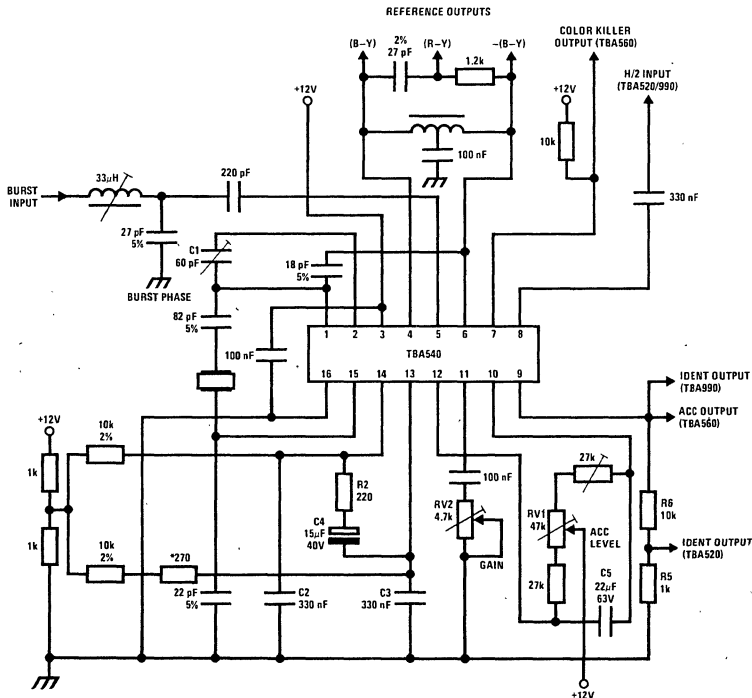 REFERENCE OUTPUTS
(B–Y)
2%
27 pF
(R–Y)
1.2k
–(B–Y)
COLOR KILLER
OUTPUT (TBA560)
H/2 INPUT
(TBA520/990)
+12V
+12V
10k
100 nF
330 nF
BURST
INPUT
33μH
220 pF
27 pF
5%
BURST PHASE
C1
60 pF
18 pF
5%
82 pF
5%
100 nF
1 2 3 4 5 6 7 8
TBA540
16 15 14 13 12 11 10 9
IDENT OUTPUT
(TBA990)
ACC OUTPUT
(TBA560)
+12V
10k
2%
1k
1k
10k
2%
*270
R2
220
C4
15μF
40V
100 nF
RV2
4.7k
GAIN
27k
RV1
47k
ACC
LEVEL
27k
R6
10k
IDENT OUTPUT
(TBA520)
R5
1k
C5
22μF
63V
22 pF
5%
C2
330 nF
C3
330 nF
+12V